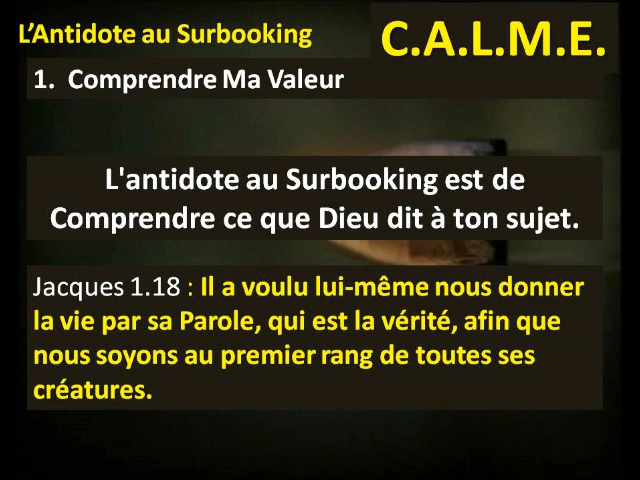 L'Antidote au Surbooking
C.A.L.M.E.
1. Comprendre Ma Valeur
L'antidote au Surbooking est de
Comprendre ce que Dieu dit à ton sujet.
Jacques 1.18 : Il a voulu lui-même nous donner
la vie par sa Parole, qui est la vérité, afin que
nous soyons au premier rang de toutes ses
créatures.